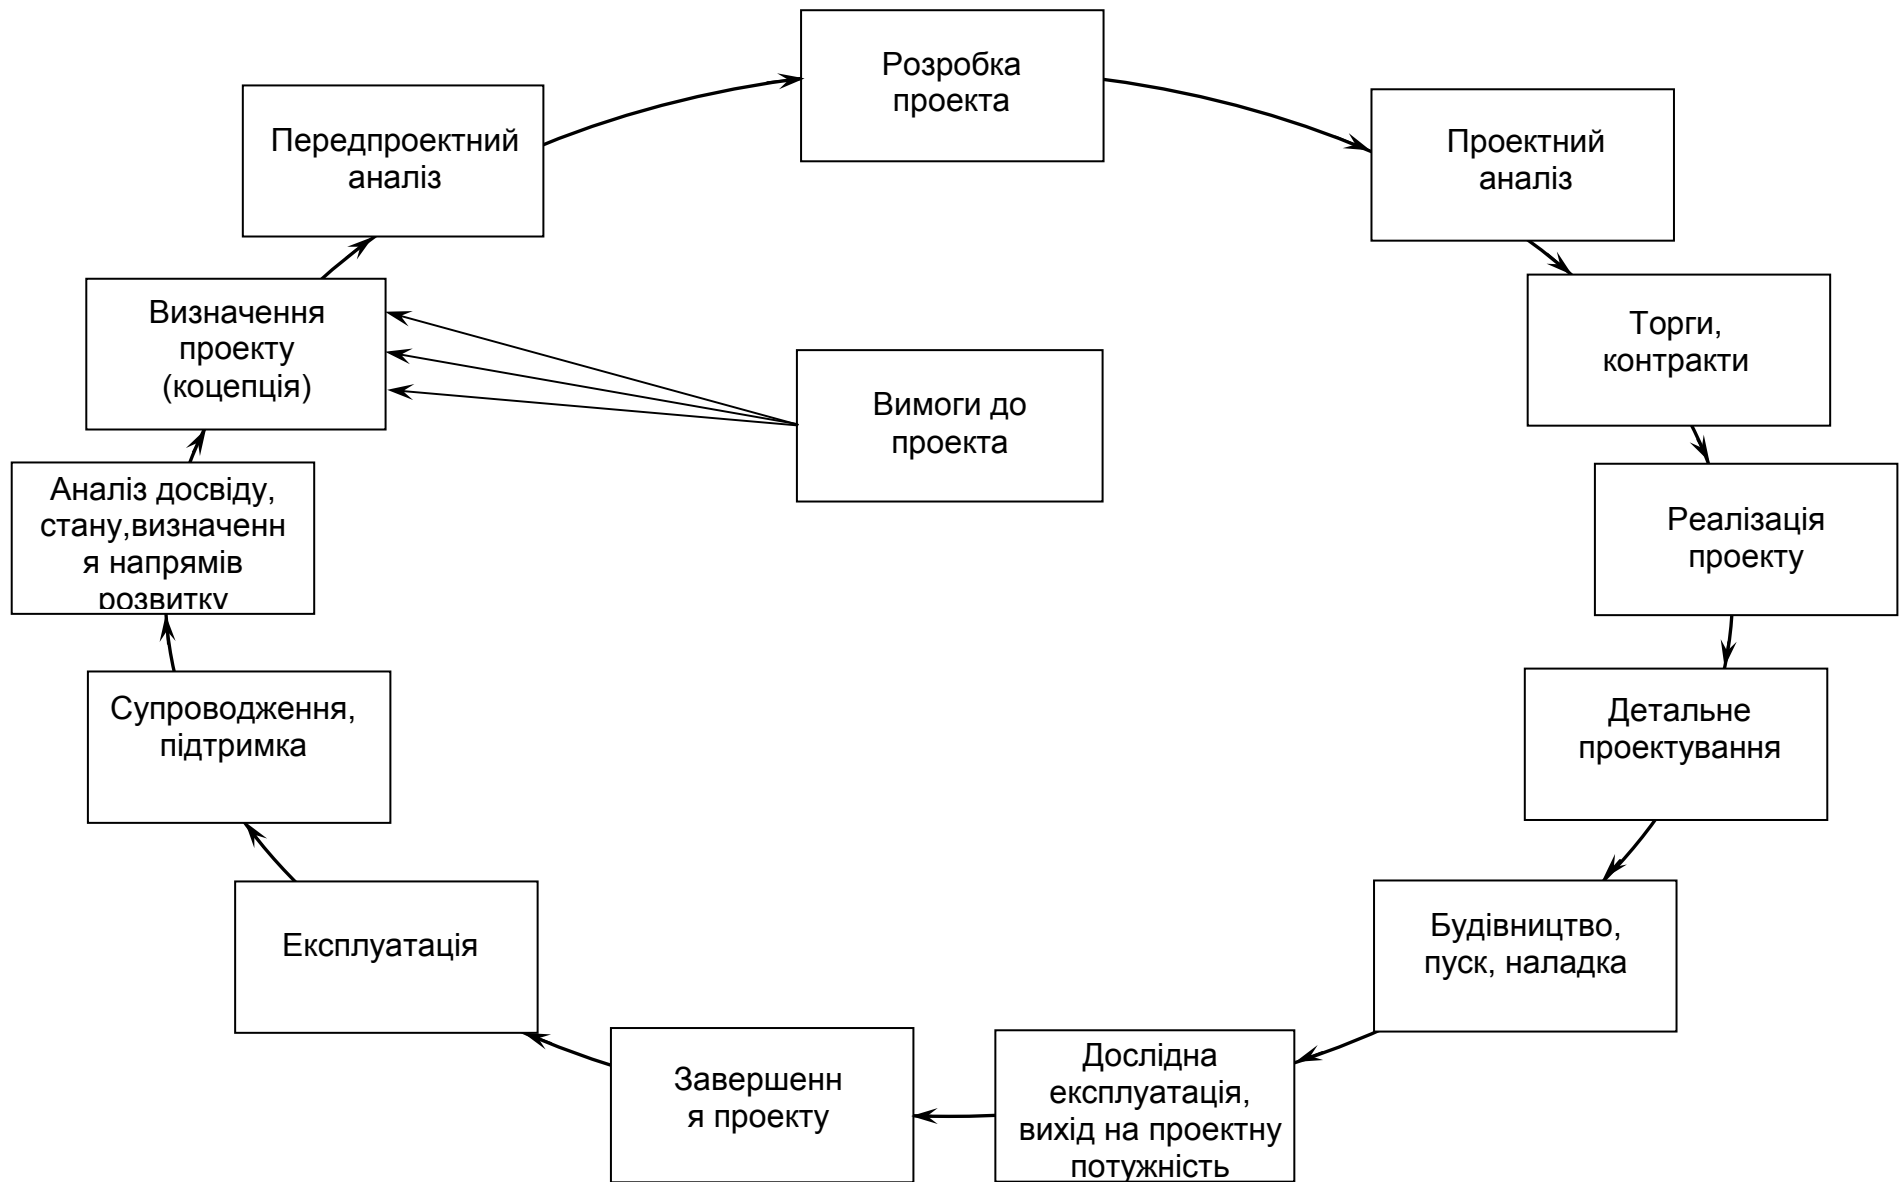 Розробка
проекта
Передпроектний
аналіз
Проектний
аналіз
Визначення
проекту
(коцепція)
Торги,
контракти
Вимоги до
проекта
Аналіз досвіду,
стану,визначенн
я напрямів
розвитку
Реалізація
проекту
Супроводження,
підтримка
Детальне
проектування
Експлуатація
Будівництво,
пуск, наладка
Завершенн
я проекту
Дослідна
експлуатація,
вихід на проектну
потужність